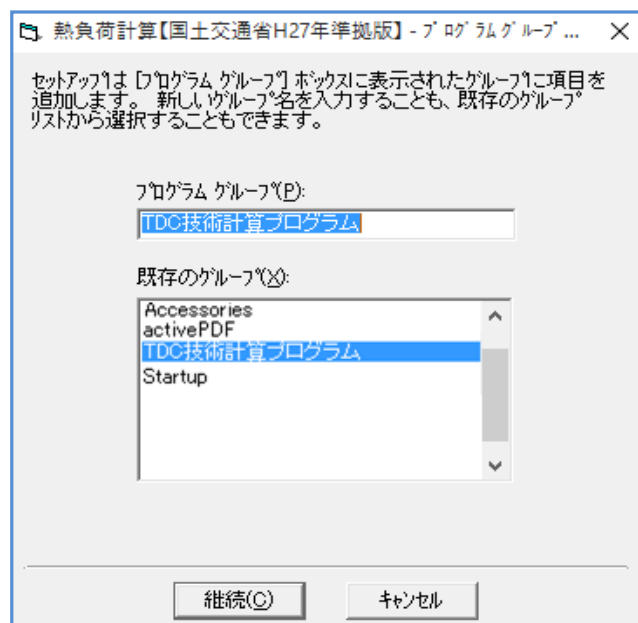 熱負荷計算【国土交通省H27年準拠版】 - ﾌﾟﾛｸﾞﾗﾑ ｸﾞﾙｰﾌﾟ ...
ｾｯﾄｱｯﾌﾟは [ﾌﾟﾛｸﾞﾗﾑ ｸﾞﾙｰﾌﾟ] ﾎﾞｯｸｽに表示されたｸﾞﾙｰﾌﾟに項目を
追加します。 新しいｸﾞﾙｰﾌﾟ名を入力することも、既存のｸﾞﾙｰﾌﾟ
ﾘｽﾄから選択することもできます。
ﾌﾟﾛｸﾞﾗﾑ ｸﾞﾙｰﾌﾟ(P):
TDC技術計算プログラム
既存のｸﾞﾙｰﾌﾟ(X):
Accessories
activePDF
TDC技術計算プログラム
Startup
継続(C)
ｷｬﾝｾﾙ